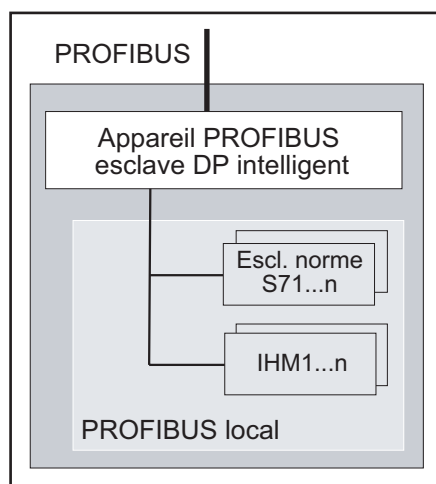 PROFIBUS
Appareil PROFIBUS
esclave DP intelligent
Escl. norme
S71...n
IHM1...n
PROFIBUS local